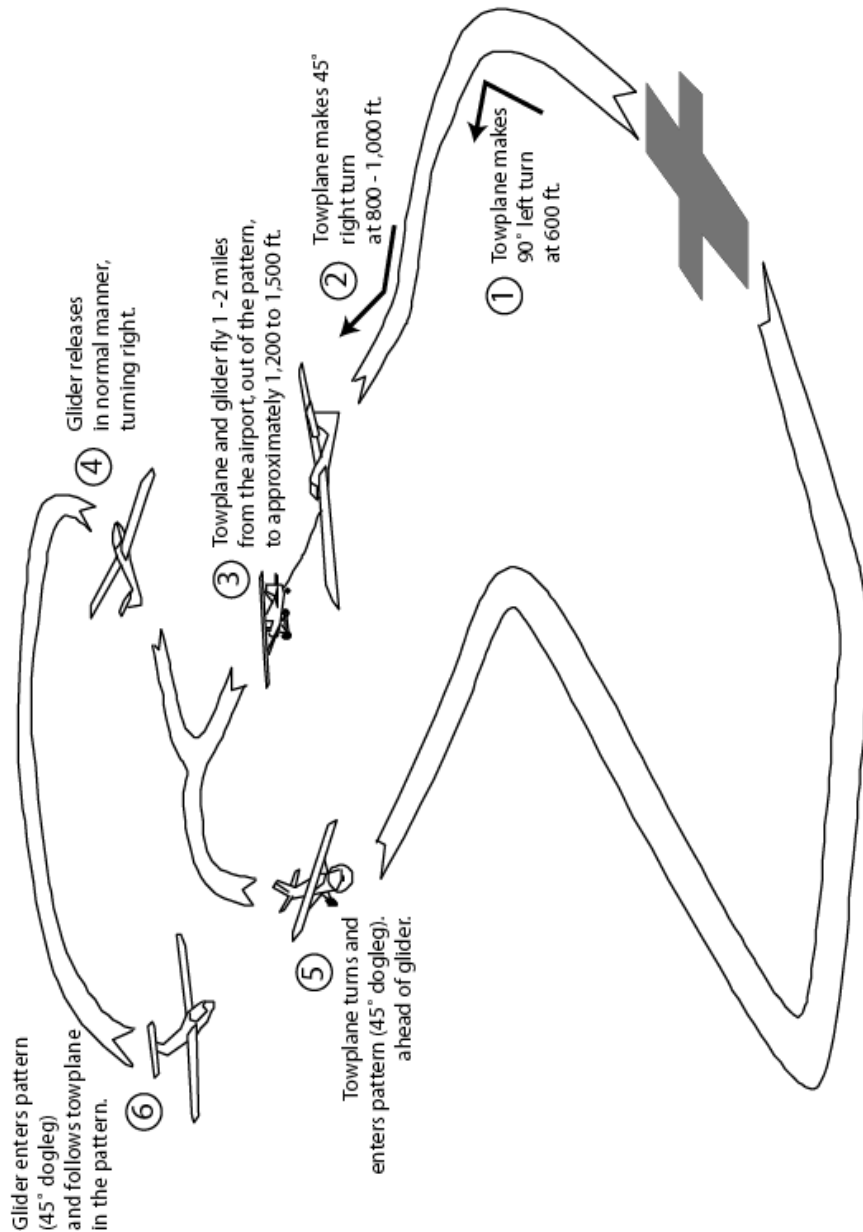 1
Towplane makes
90° left turn
at 600 ft.
2
Towplane makes 45°
right turn
at 800 - 1,000 ft.
3
Towplane and glider fly 1 -2 miles
from the airport, out of the pattern,
to approximately 1,200 to 1,500 ft.
4
Glider releases
in normal manner,
turning right.
5
Towplane turns and
enters pattern (45° dogleg).
ahead of glider.
6
Glider enters pattern
(45° dogleg)
and follows towplane
in the pattern.